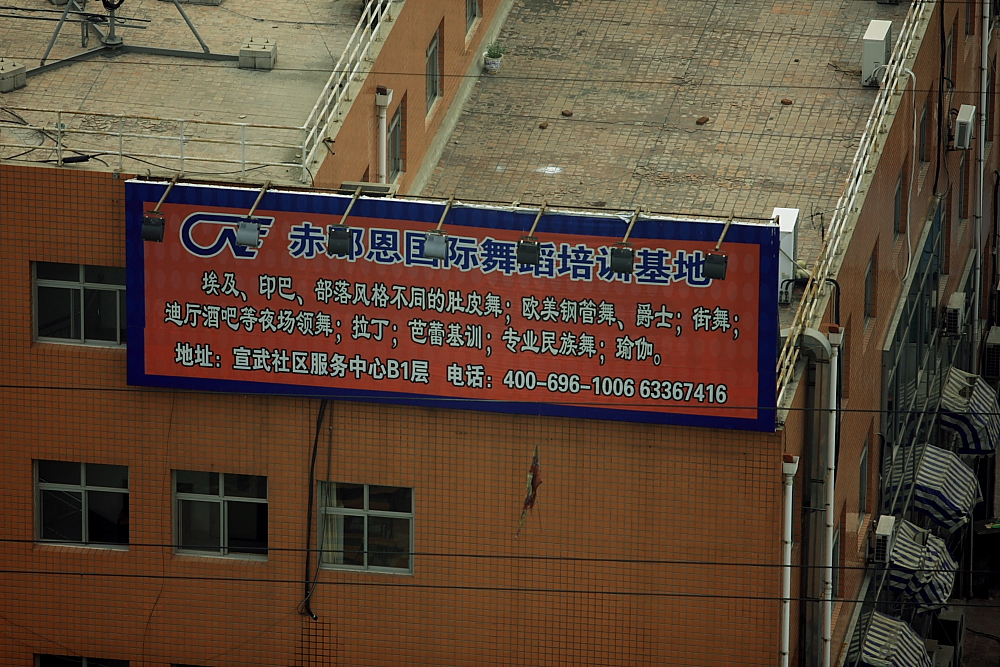 CNE 赤那恩国际舞蹈培训基地
埃及、印巴、部落风格不同的肚皮舞；欧美钢管舞、爵士；街舞；
迪厅酒吧等夜场领舞；拉丁；芭蕾基训；专业民族舞；瑜伽。
地址：宣武社区服务中心B1层 电话：400-696-1006 63367416